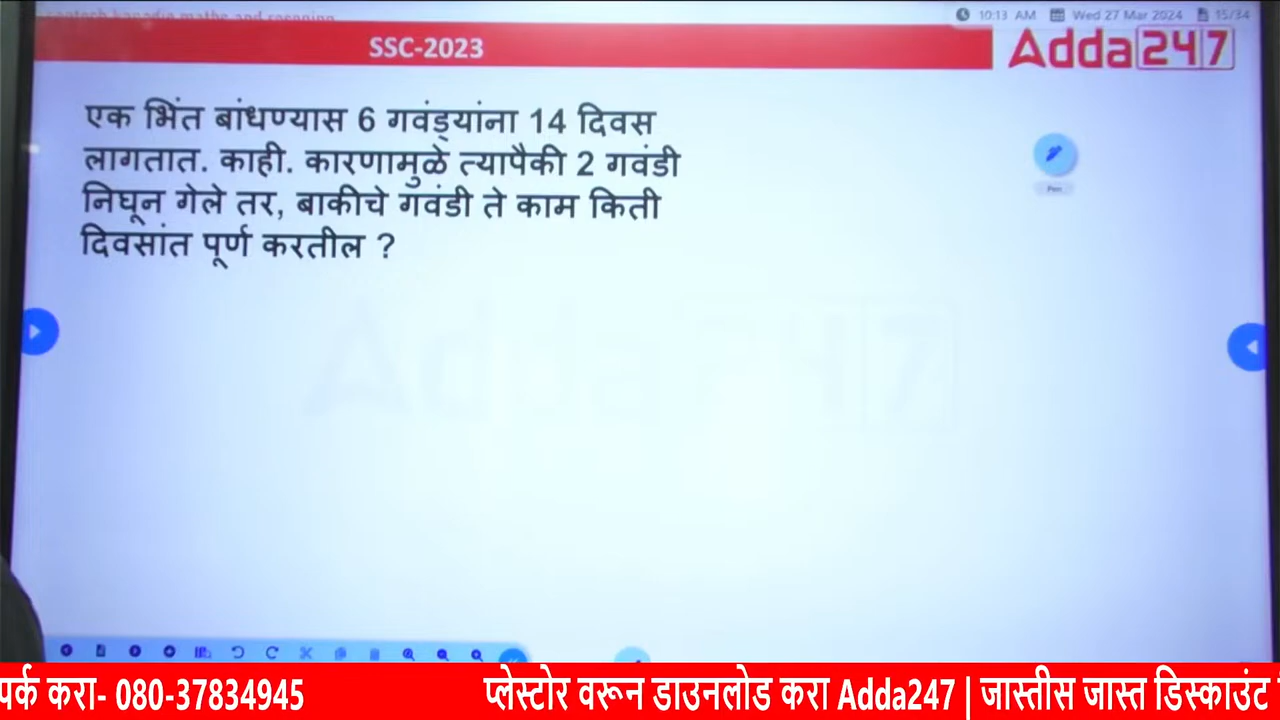 10:13 AM Wed 27 Mar 2024 15/34
SSC-2023
Adda247
एक भिंत बांधण्यास 6 गवंड्यांना 14 दिवस
लागतात. काही. कारणामुळे त्यापैकी 2 गवंडी
निघून गेले तर, बाकीचे गवंडी ते काम किती
दिवसांत पूर्ण करतील ?
Pen
पर्क करा- 080-37834945 प्लेस्टोर वरून डाउनलोड करा Adda247 | जास्तीस जास्त डिस्काउंट